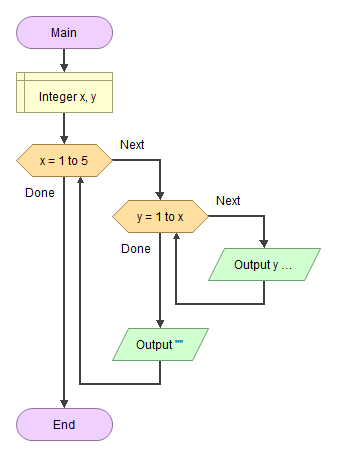 Main
Integer x, y
x = 1 to 5
Next
Done
y = 1 to x
Next
Done
Output y ...
Output ""
End